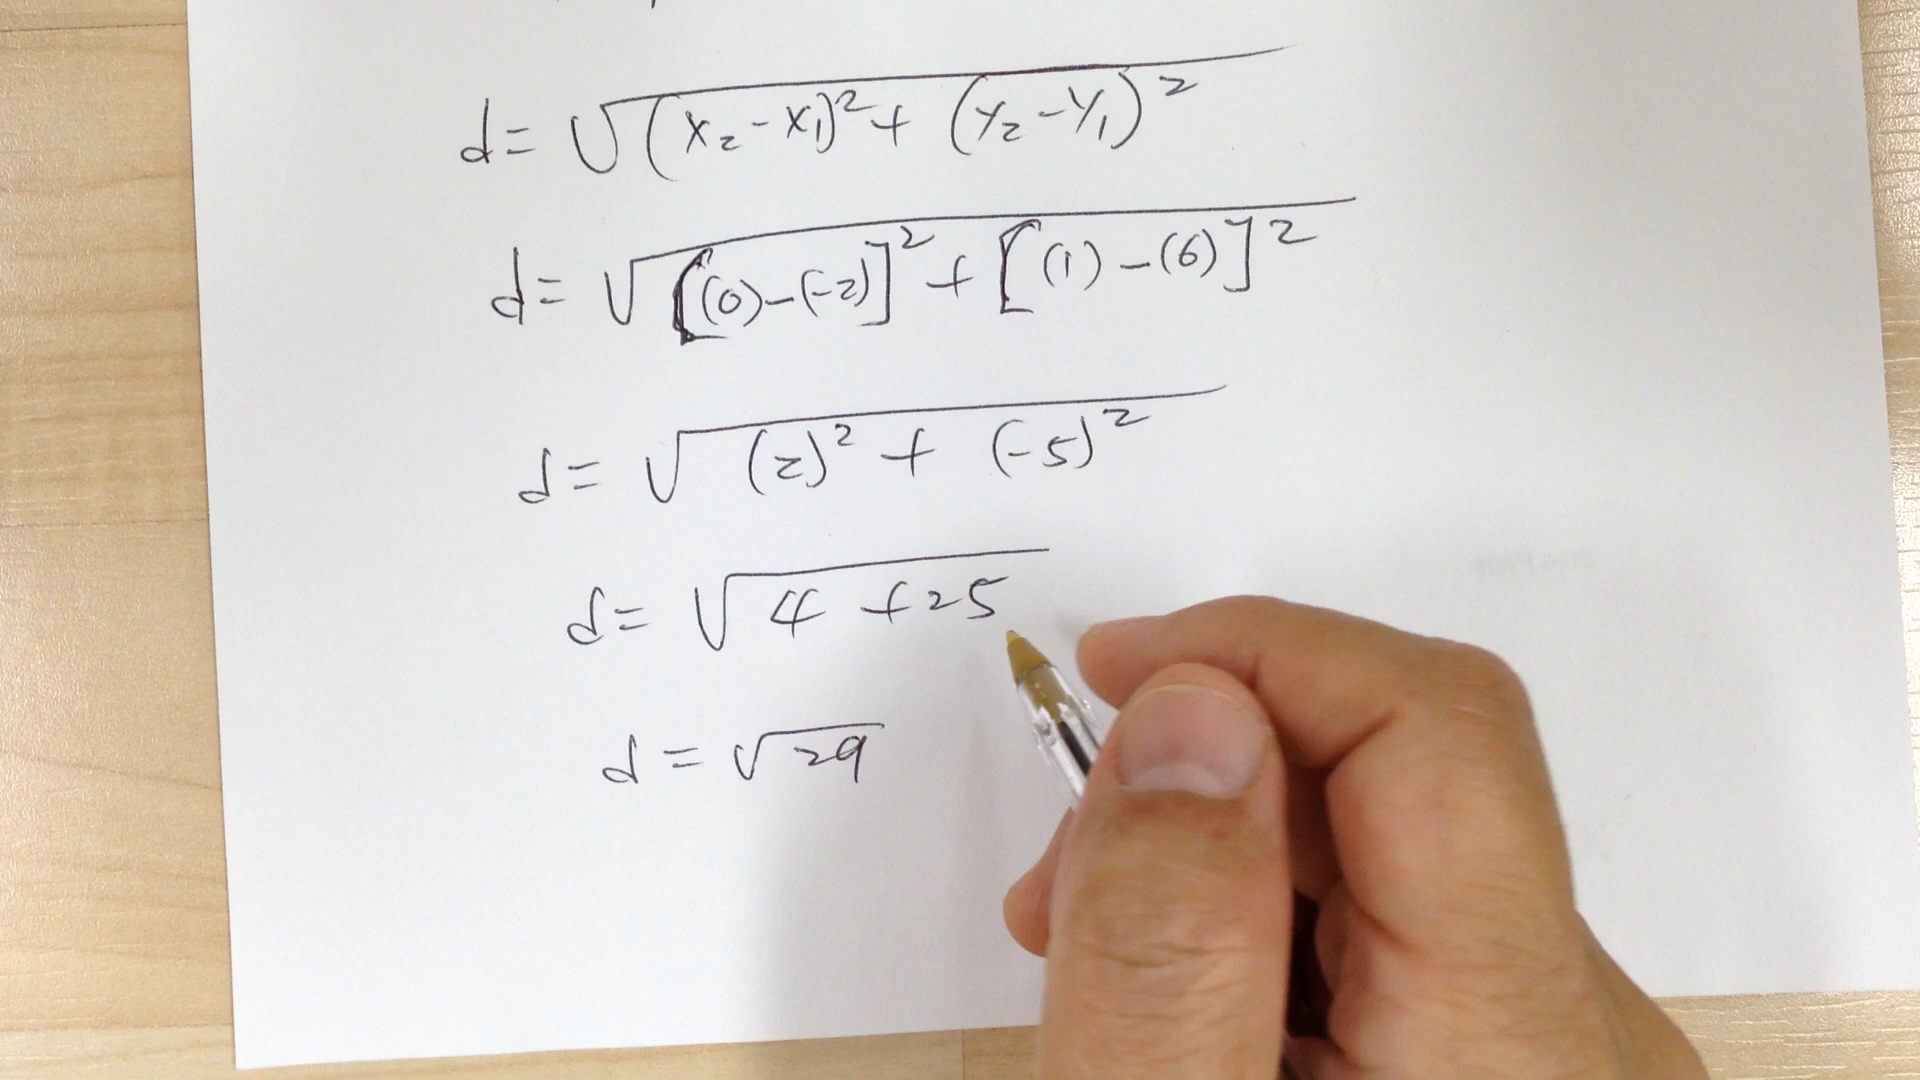 d = √(x₂ - x₁)² + (y₂ - y₁)²
d = √[(0) - (-2)]² + [(1) - (6)]²
d = √(2)² + (-5)²
d = √4 + 25
d = √29